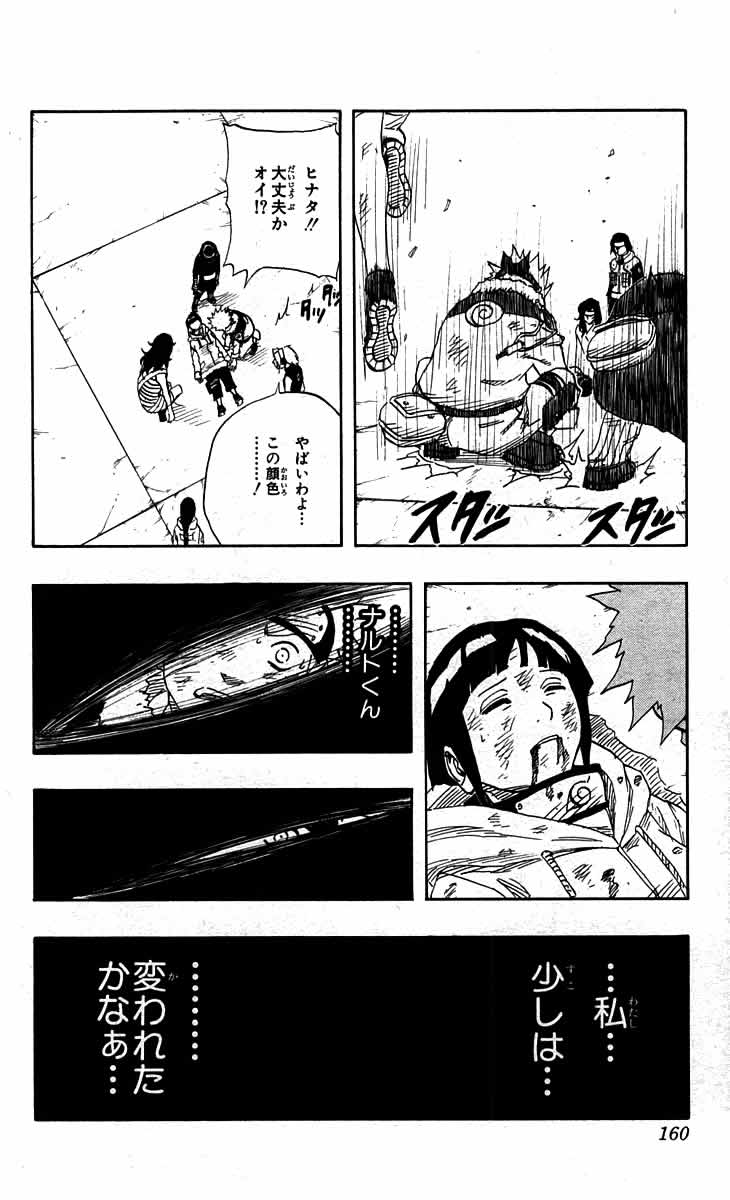 スタッ
スタッ
ヒナタ!!
大丈夫か
オイ!?
タッ
タッ
やばいわよ…
この顔色
………!
………
ナルトくん
………
…私…
少しは…
………
変われた
かなぁ…
160